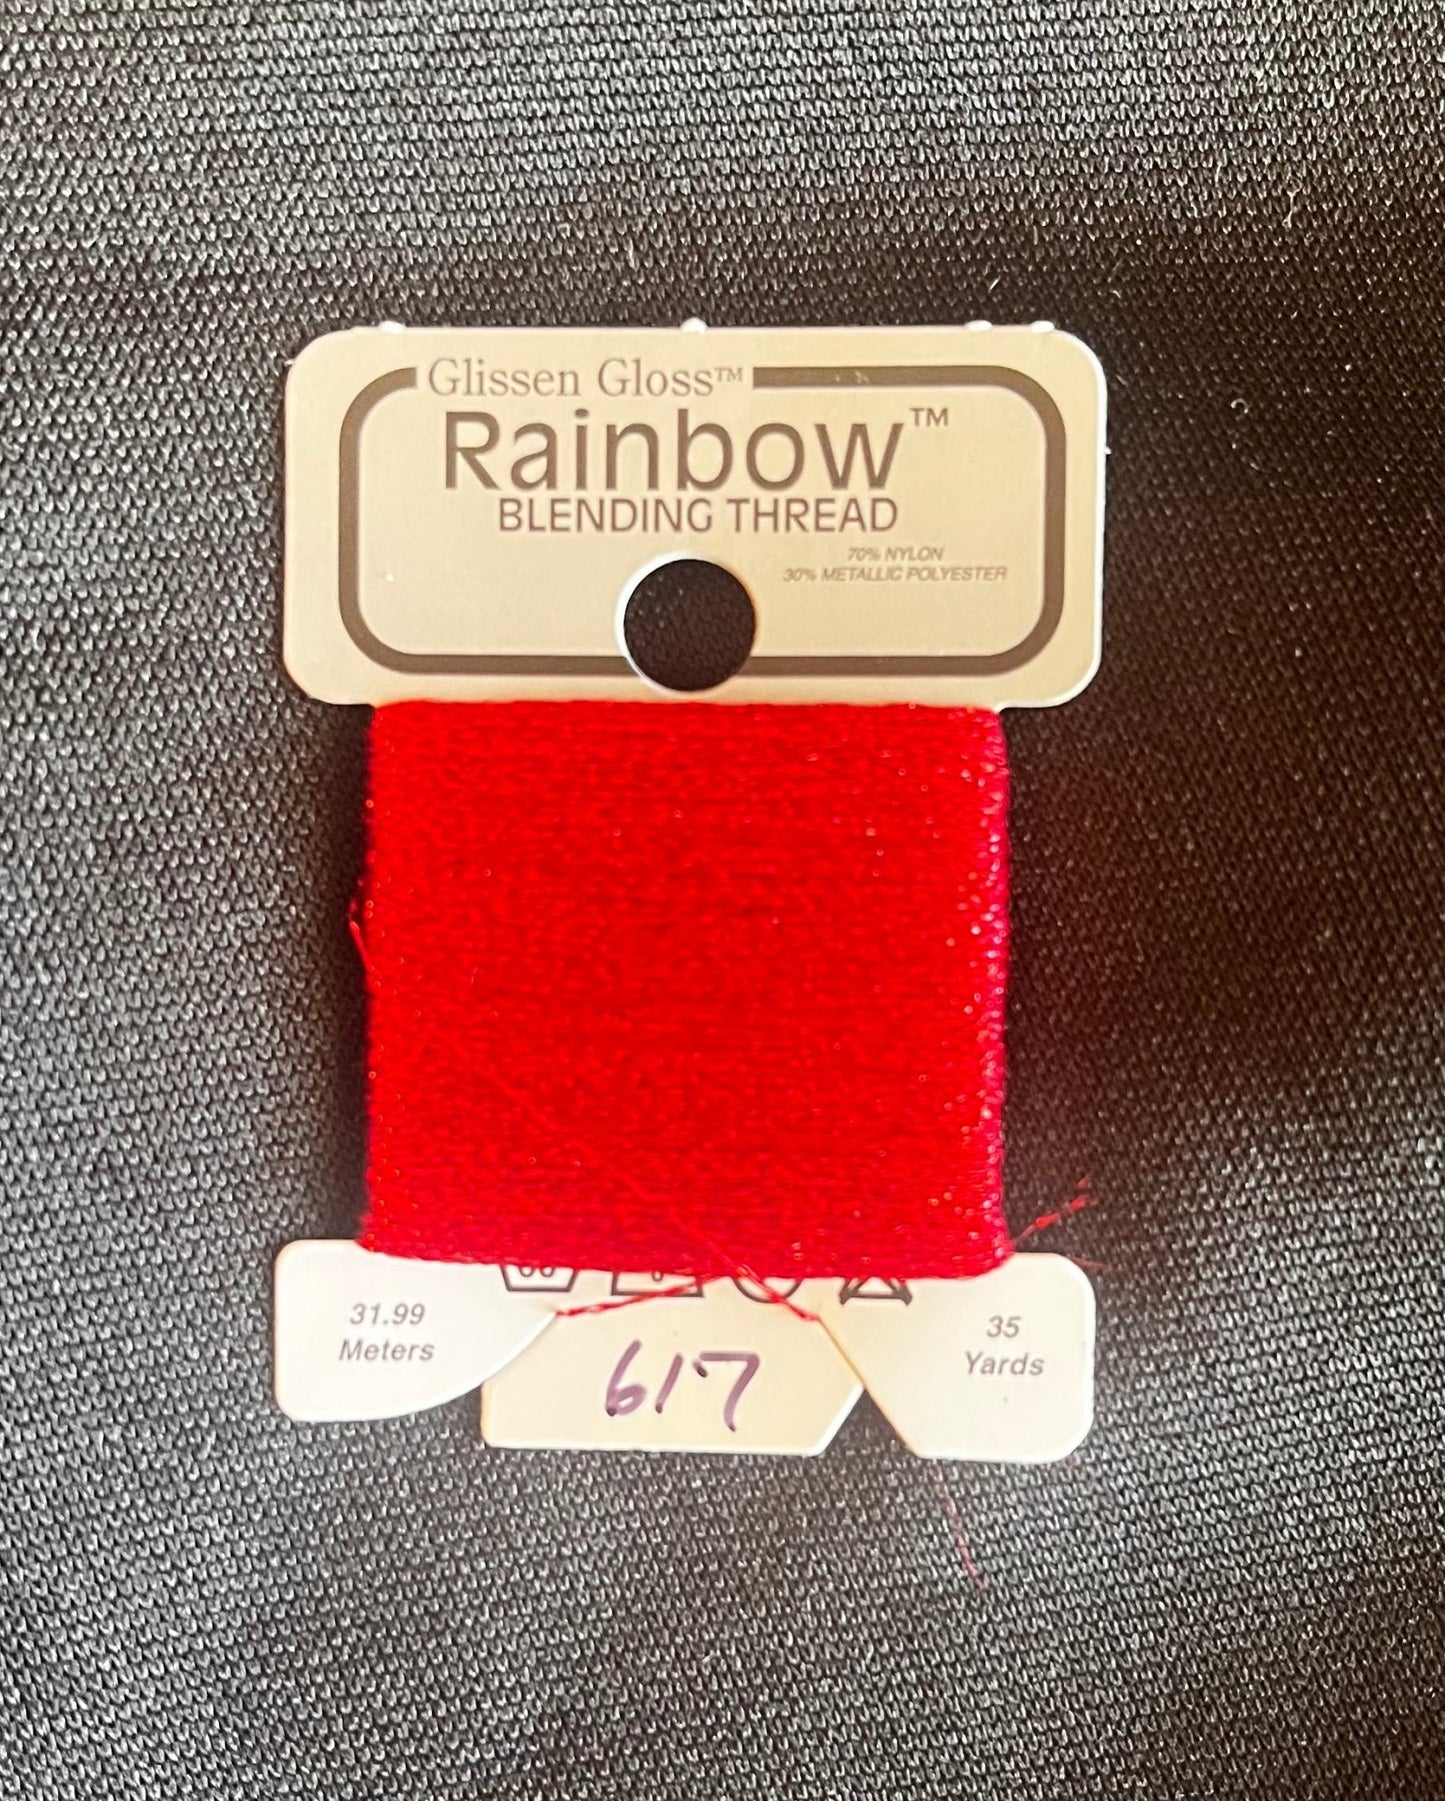 Glissen Gloss™
Rainbow™
BLENDING THREAD
70% NYLON
30% METALLIC POLYESTER
31.99
Meters
617
35
Yards